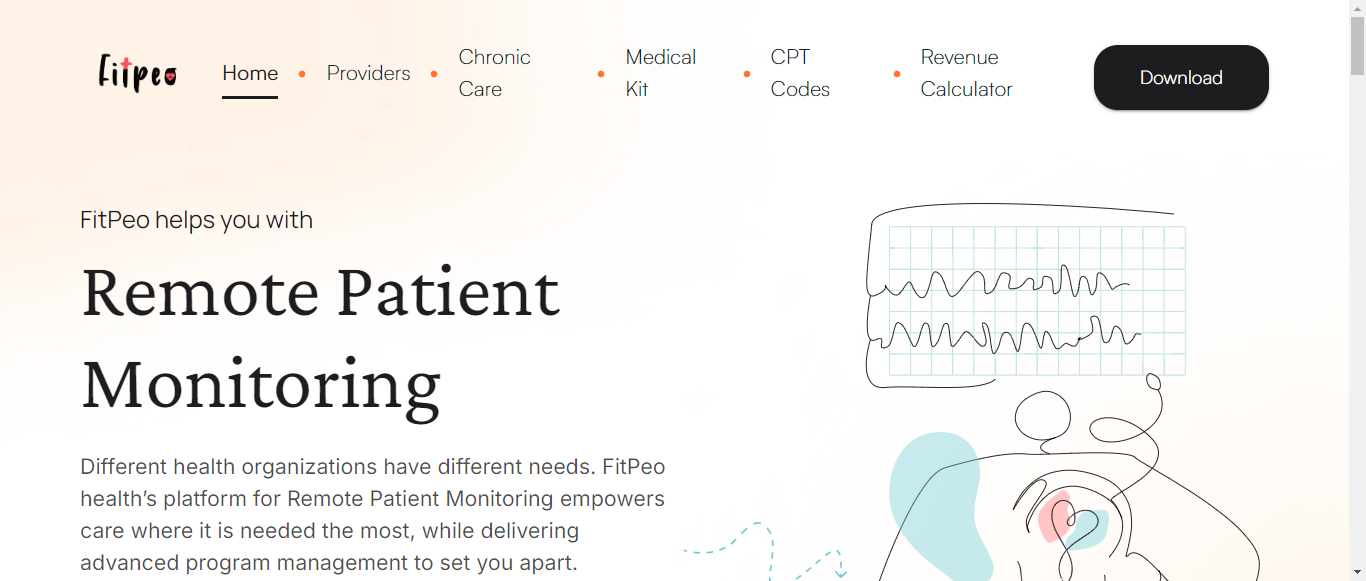 FitPeo
Home
Providers
Chronic
Care
Medical
Kit
CPT
Codes
Revenue
Calculator
Download
FitPeo helps you with
Remote Patient
Monitoring
Different health organizations have different needs. FitPeo
health’s platform for Remote Patient Monitoring empowers
care where it is needed the most, while delivering
advanced program management to set you apart.